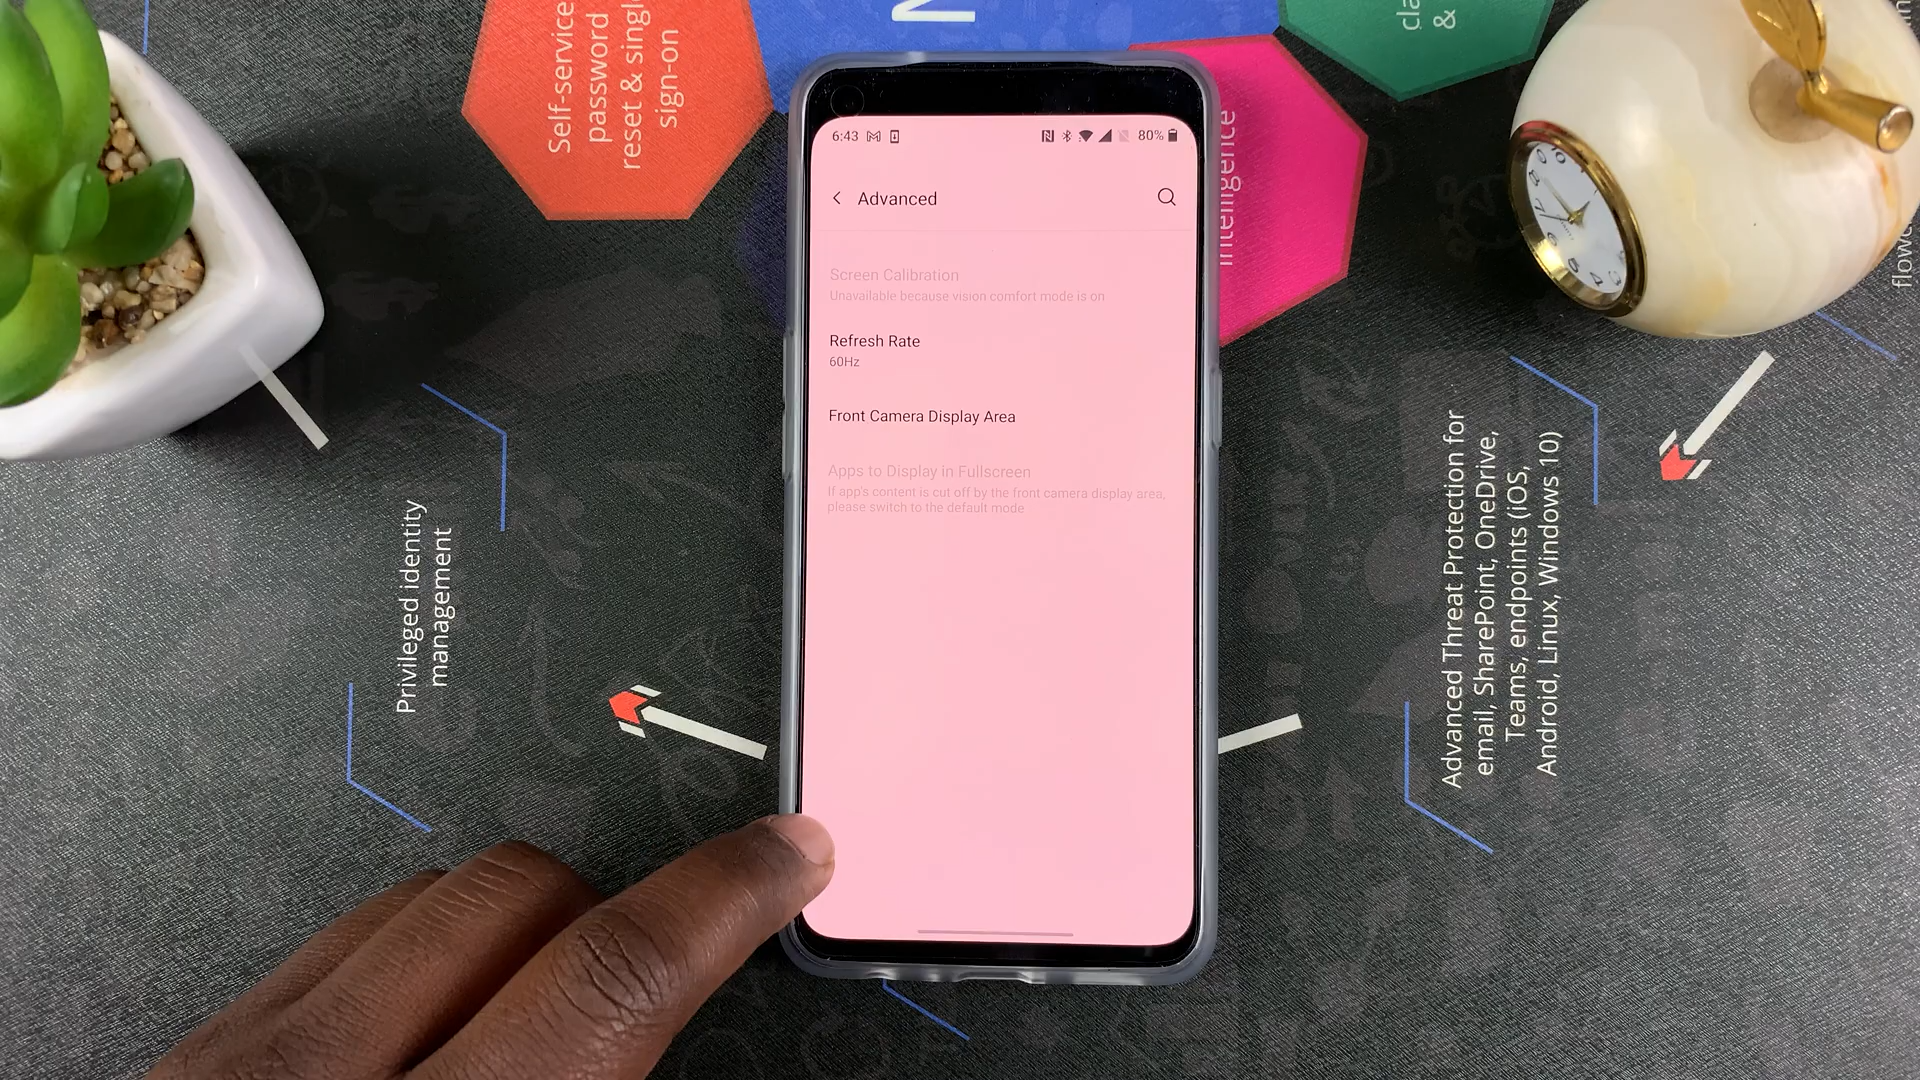 Self-service
password
reset & single
sign-on
N
cla
&
Intelligence
6:43
80%
Advanced
Screen Calibration
Unavailable because vision comfort mode is on
Refresh Rate
60Hz
Front Camera Display Area
Apps to Display in Fullscreen
If app's content is cut off by the front camera display area,
please switch to the default mode
Privileged identity
management
Advanced Threat Protection for
email, SharePoint, OneDrive,
Teams, endpoints (iOS,
Android, Linux, Windows 10)